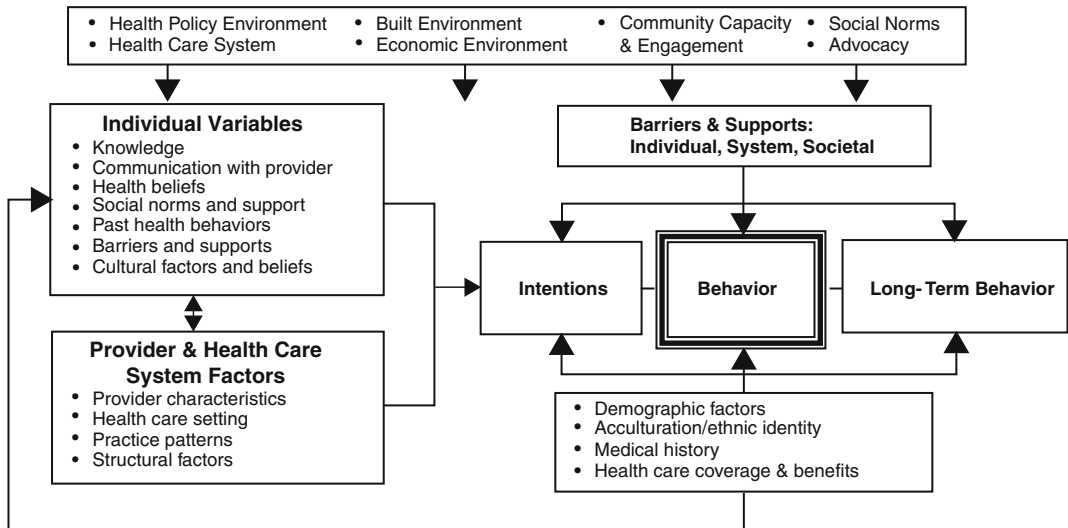 • Health Policy Environment
• Health Care System
• Built Environment
• Economic Environment
• Community Capacity
& Engagement
• Social Norms
• Advocacy
Individual Variables
• Knowledge
• Communication with provider
• Health beliefs
• Social norms and support
• Past health behaviors
• Barriers and supports
• Cultural factors and beliefs
Provider & Health Care
System Factors
• Provider characteristics
• Health care setting
• Practice patterns
• Structural factors
Barriers & Supports:
Individual, System, Societal
Intentions
Behavior
Long-Term Behavior
• Demographic factors
• Acculturation/ethnic identity
• Medical history
• Health care coverage & benefits